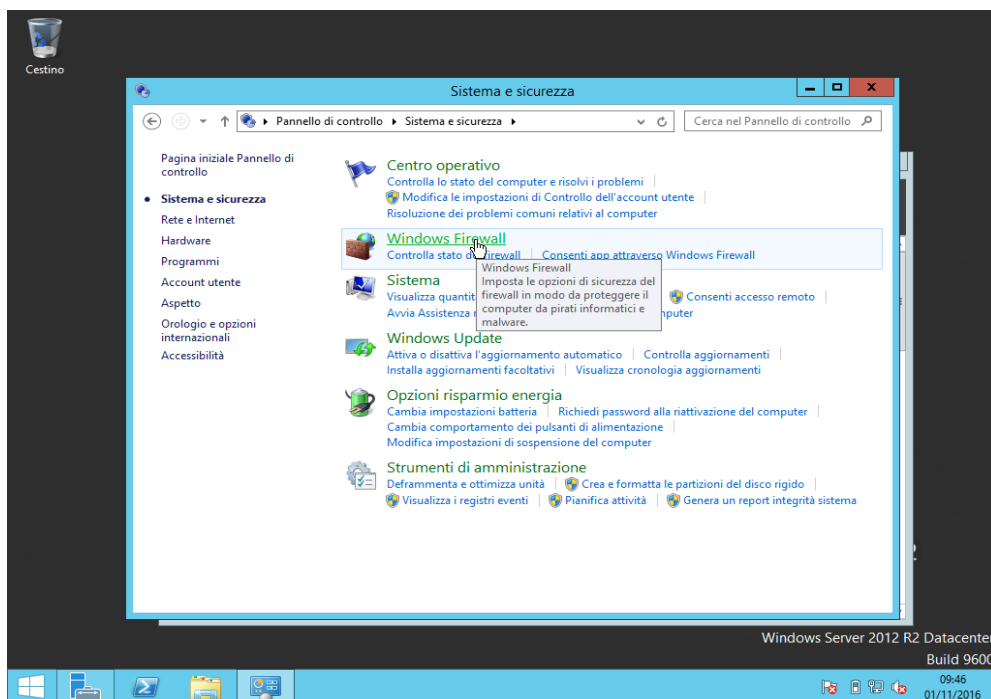 Cestino
Sistema e sicurezza
Pannello di controllo Sistema e sicurezza
Cerca nel Pannello di controllo
Pagina iniziale Pannello di
controllo
Sistema e sicurezza
Rete e Internet
Hardware
Programmi
Account utente
Aspetto
Orologio e opzioni
internazionali
Accessibilità
Centro operativo
Controlla lo stato del computer e risolvi i problemi
Modifica le impostazioni di Controllo dell'account utente
Risoluzione dei problemi comuni relativi al computer
Windows Firewall
Controlla stato di firewall Consenti app attraverso Windows Firewall
Windows Firewall
Imposta le opzioni di sicurezza del
firewall in modo da proteggere il
computer da pirati informatici e
malware.
Sistema
Visualizza Consenti accesso remoto
Avvia Assistenza
Windows Update
Attiva o disattiva l'aggiornamento automatico Controlla aggiornamenti
Installa aggiornamenti facoltativi Visualizza cronologia aggiornamenti
Opzioni risparmio energia
Cambia impostazioni batteria Richiedi password alla riattivazione del computer
Cambia comportamento dei pulsanti di alimentazione
Modifica impostazioni di sospensione del computer
Strumenti di amministrazione
Deframmenta e ottimizza unità Crea e formatta le partizioni del disco rigido
Visualizza i registri eventi Pianifica attività Genera un report integrità sistema
Windows Server 2012 R2 Datacenter
Build 9600
09:46
01/11/2016